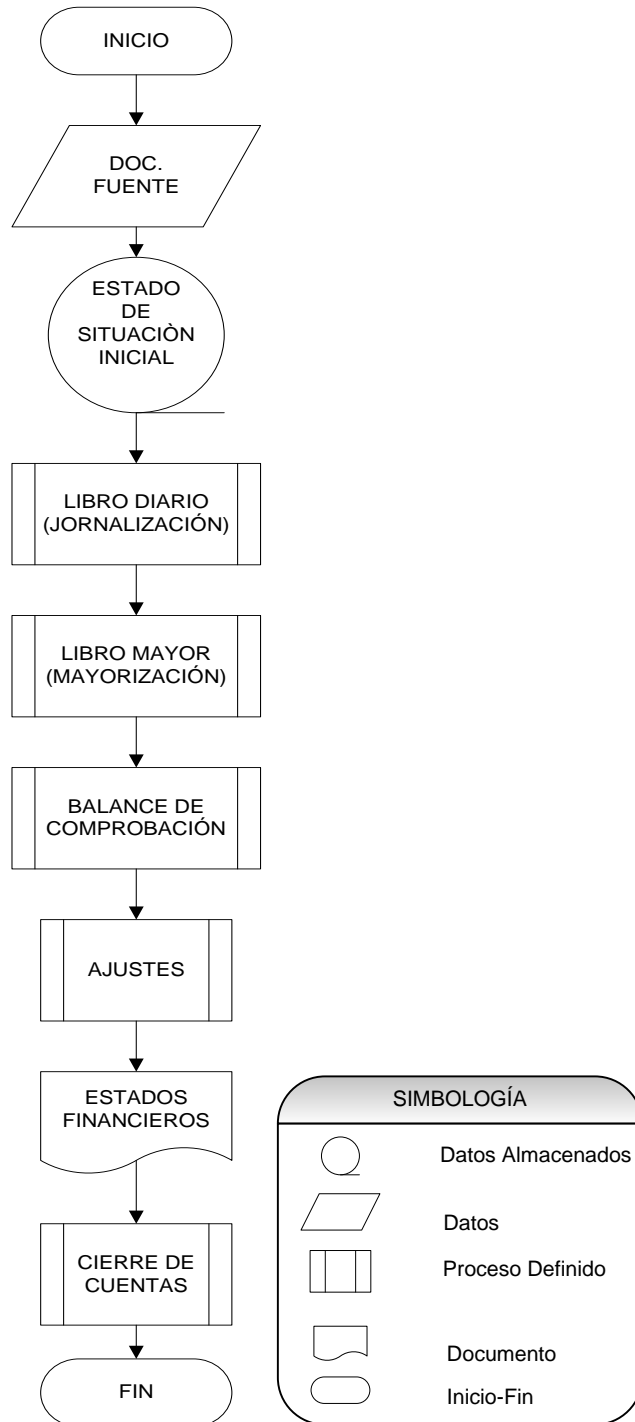 INICIO
DOC.
FUENTE
ESTADO
DE
SITUACIÒN
INICIAL
LIBRO DIARIO
(JORNALIZACIÓN)
LIBRO MAYOR
(MAYORIZACIÓN)
BALANCE DE
COMPROBACIÓN
AJUSTES
ESTADOS
FINANCIEROS
CIERRE DE
CUENTAS
FIN
SIMBOLOGÍA
Datos Almacenados
Datos
Proceso Definido
Documento
Inicio-Fin